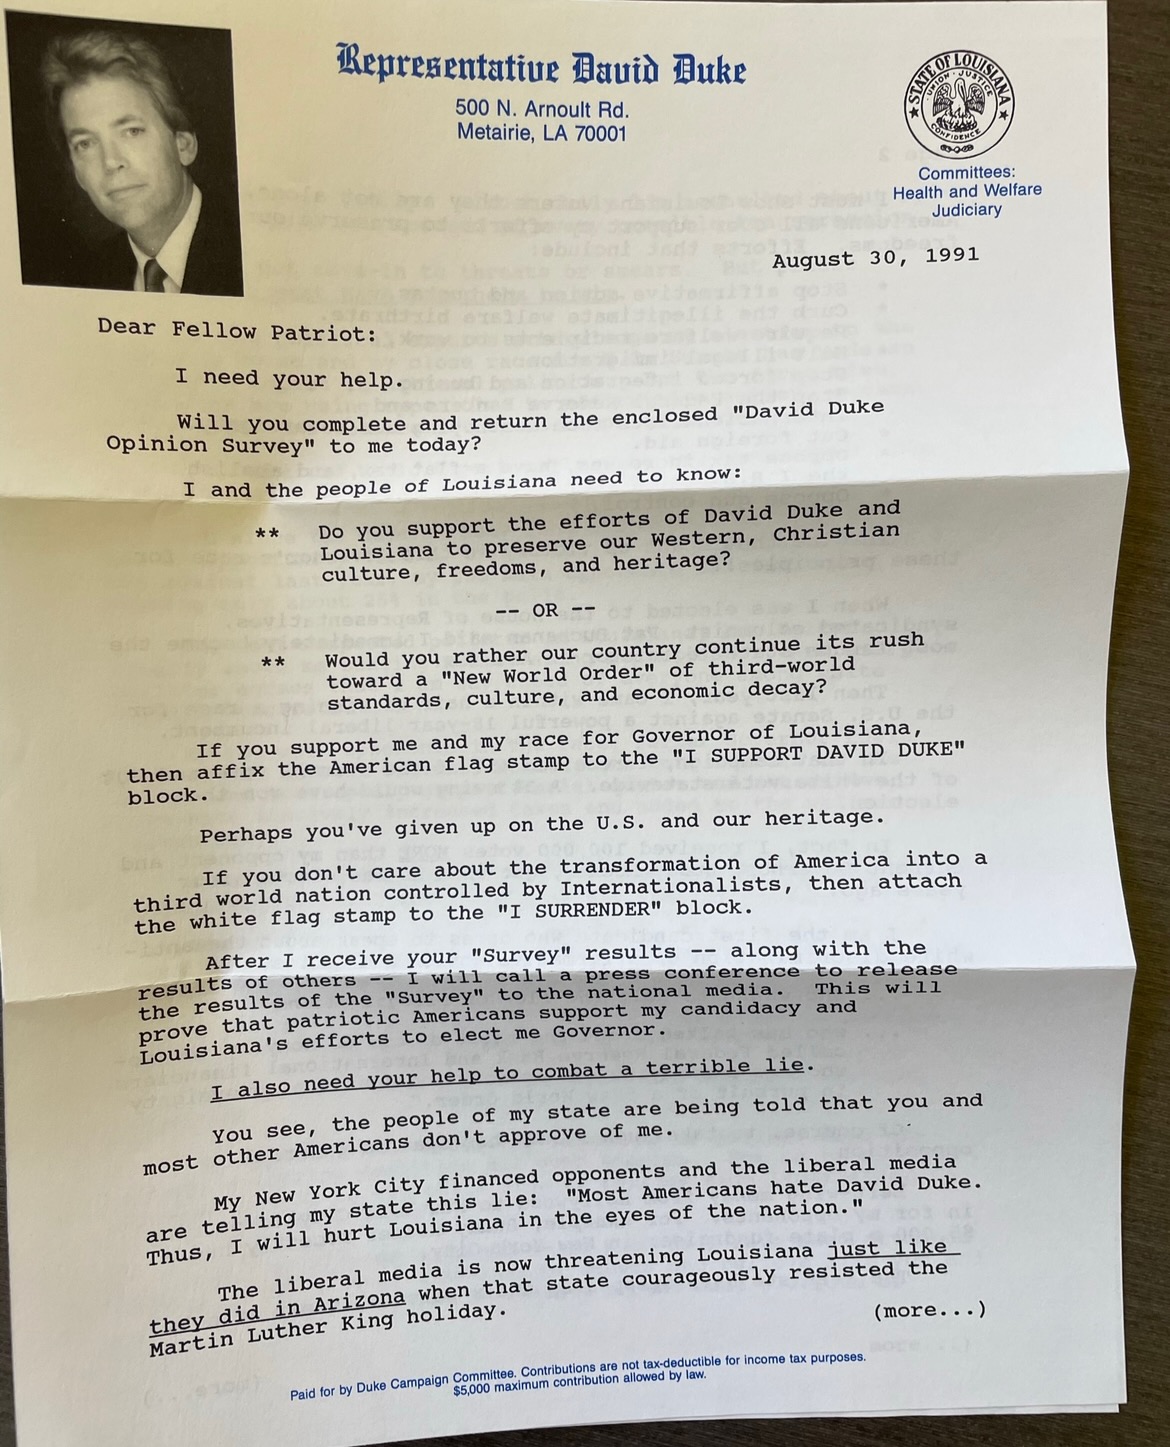 Representative David Duke
500 N. Arnoult Rd.
Metairie, LA 70001
STATE OF LOUISIANA
UNION · JUSTICE
CONFIDENCE
Committees:
Health and Welfare
Judiciary
August 30, 1991
Dear Fellow Patriot:
I need your help.
Will you complete and return the enclosed "David Duke
Opinion Survey" to me today?
I and the people of Louisiana need to know:
** Do you support the efforts of David Duke and
Louisiana to preserve our Western, Christian
culture, freedoms, and heritage?
-- OR --
** Would you rather our country continue its rush
toward a "New World Order" of third-world
standards, culture, and economic decay?
If you support me and my race for Governor of Louisiana,
then affix the American flag stamp to the "I SUPPORT DAVID DUKE"
block.
Perhaps you've given up on the U.S. and our heritage.
If you don't care about the transformation of America into a
third world nation controlled by Internationalists, then attach
the white flag stamp to the "I SURRENDER" block.
After I receive your "Survey" results -- along with the
results of others -- I will call a press conference to release
the results of the "Survey" to the national media. This will
prove that patriotic Americans support my candidacy and
Louisiana's efforts to elect me Governor.
I also need your help to combat a terrible lie.
You see, the people of my state are being told that you and
most other Americans don't approve of me.
My New York City financed opponents and the liberal media
are telling my state this lie: "Most Americans hate David Duke.
Thus, I will hurt Louisiana in the eyes of the nation."
The liberal media is now threatening Louisiana just like
they did in Arizona when that state courageously resisted the
Martin Luther King holiday.
(more...)
Paid for by Duke Campaign Committee. Contributions are not tax-deductible for income tax purposes.
$5,000 maximum contribution allowed by law.